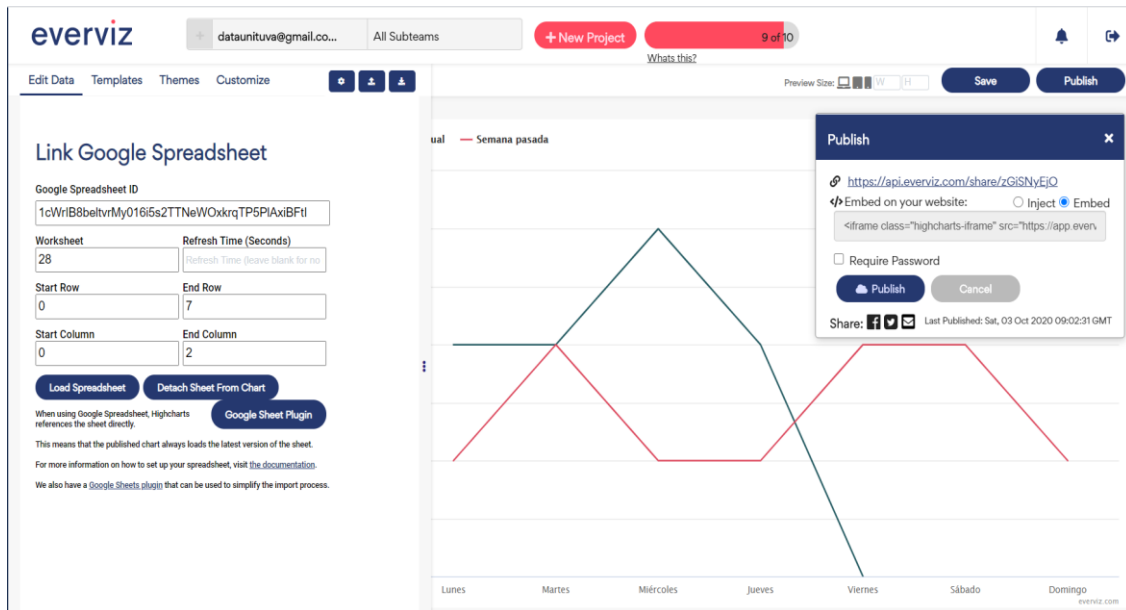 everviz
+ dataunituva@gmail.co... All Subteams
+ New Project
9 of 10
Whats this?
Edit Data Templates Themes Customize
Preview Size: W H
Save
Publish
Link Google Spreadsheet
Google Spreadsheet ID
Worksheet Refresh Time (Seconds)
28 Refresh Time (leave blank for no
Start Row End Row
0 7
Start Column End Column
0 2
Load Spreadsheet Detach Sheet From Chart
When using Google Spreadsheet, Highcharts
references the sheet directly.
Google Sheet Plugin
This means that the published chart always loads the latest version of the sheet.
For more information on how to set up your spreadsheet, visit the documentation.
We also have a Google Sheets plugin that can be used to simplify the import process.
ual Semana pasada
Publish ×
https://api.everviz.com/share/zGiSNyEjO
</> Embed on your website: Inject Embed
<iframe class="highcharts-iframe" src="https://app.everv
Require Password
Publish Cancel
Share: Last Published: Sat, 03 Oct 2020 09:02:31 GMT
Lunes Martes Miércoles Jueves Viernes Sábado Domingo
everviz.com